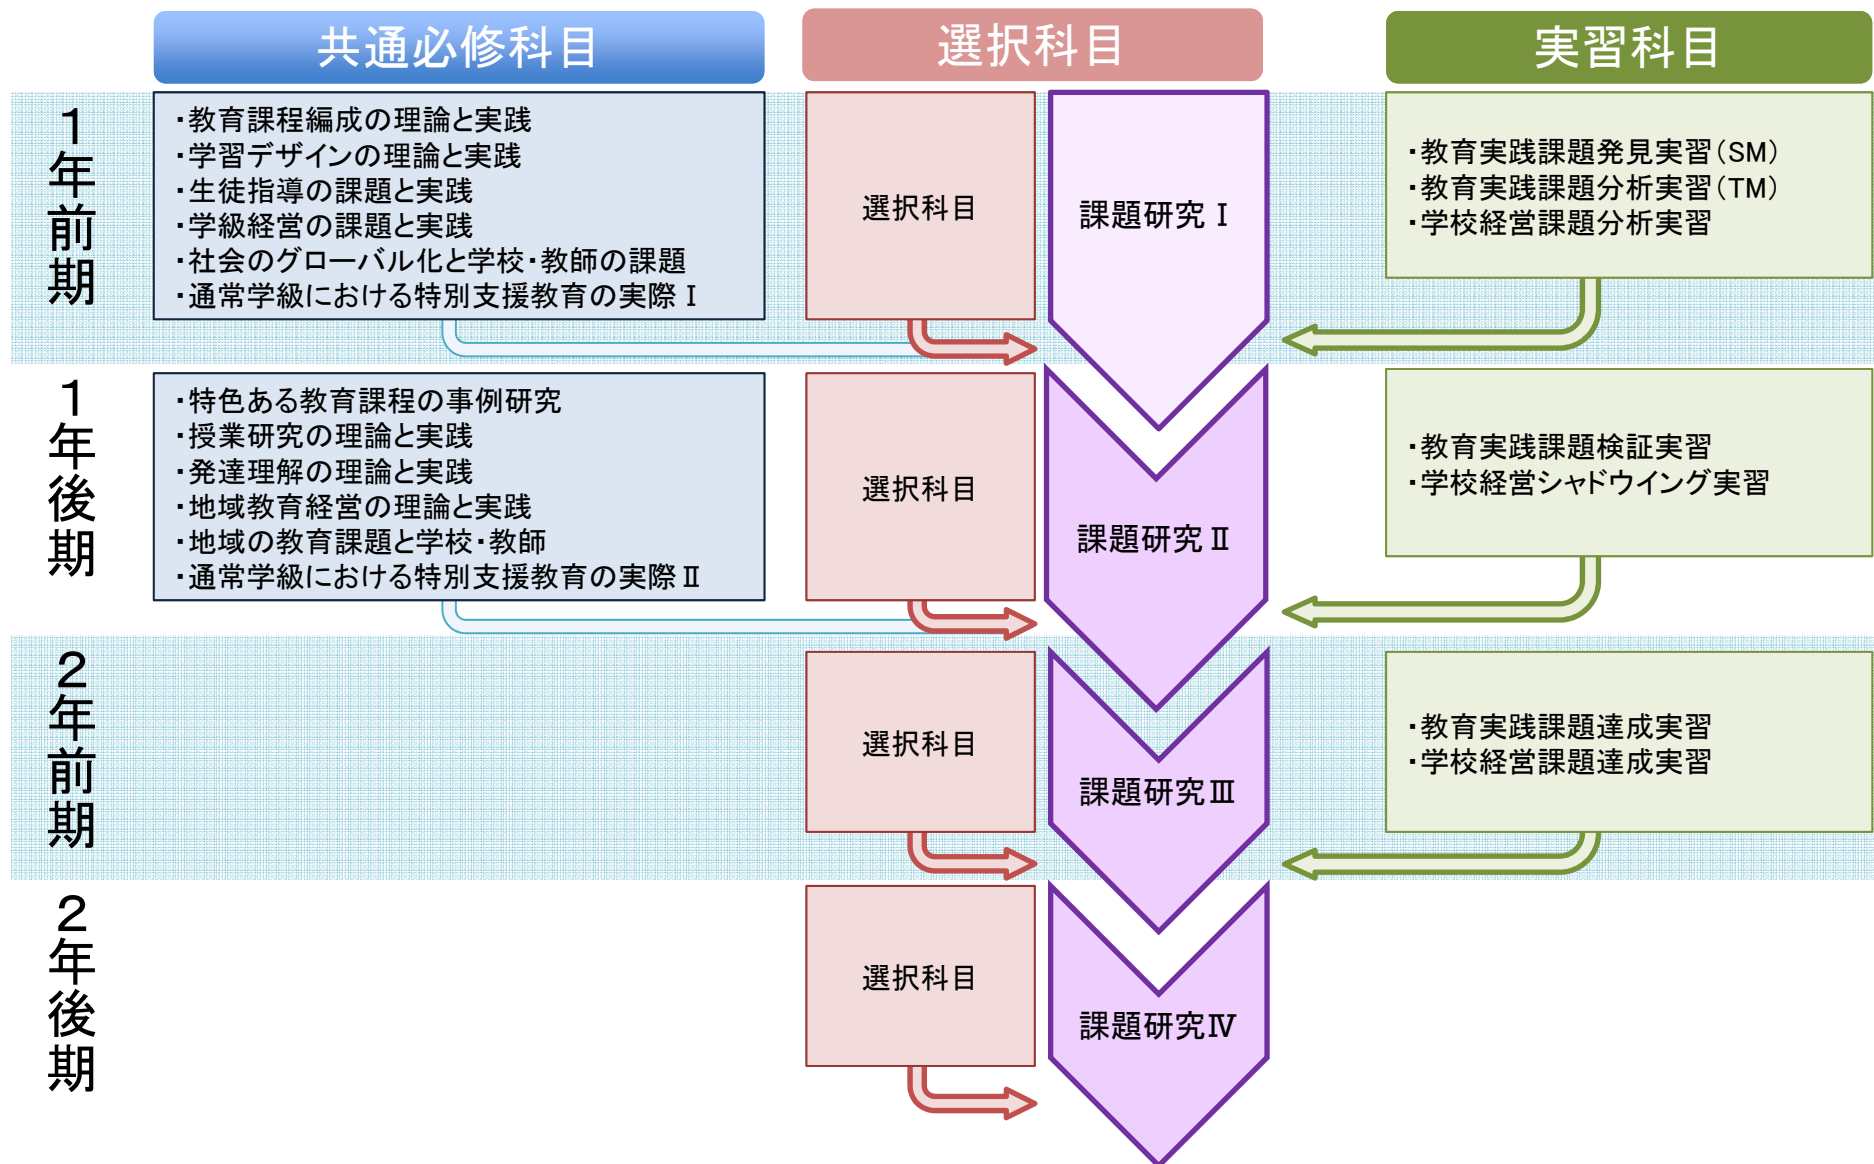 共通必修科目
選択科目
実習科目
1年前期
・教育課程編成の理論と実践
・学習デザインの理論と実践
・生徒指導の課題と実践
・学級経営の課題と実践
・社会のグローバル化と学校・教師の課題
・通常学級における特別支援教育の実際Ⅰ
選択科目
課題研究Ⅰ
・教育実践課題発見実習(SM)
・教育実践課題分析実習(TM)
・学校経営課題分析実習
1年後期
・特色ある教育課程の事例研究
・授業研究の理論と実践
・発達理解の理論と実践
・地域教育経営の理論と実践
・地域の教育課題と学校・教師
・通常学級における特別支援教育の実際Ⅱ
選択科目
課題研究Ⅱ
・教育実践課題検証実習
・学校経営シャドウイング実習
2年前期
選択科目
課題研究Ⅲ
・教育実践課題達成実習
・学校経営課題達成実習
2年後期
選択科目
課題研究Ⅳ